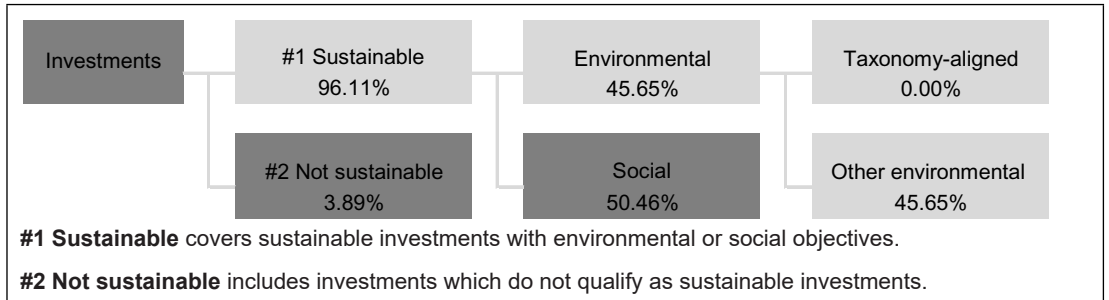 Investments
#1 Sustainable
96.11%
Environmental
45.65%
Taxonomy-aligned
0.00%
#2 Not sustainable
3.89%
Social
50.46%
Other environmental
45.65%
#1 Sustainable covers sustainable investments with environmental or social objectives.
#2 Not sustainable includes investments which do not qualify as sustainable investments.